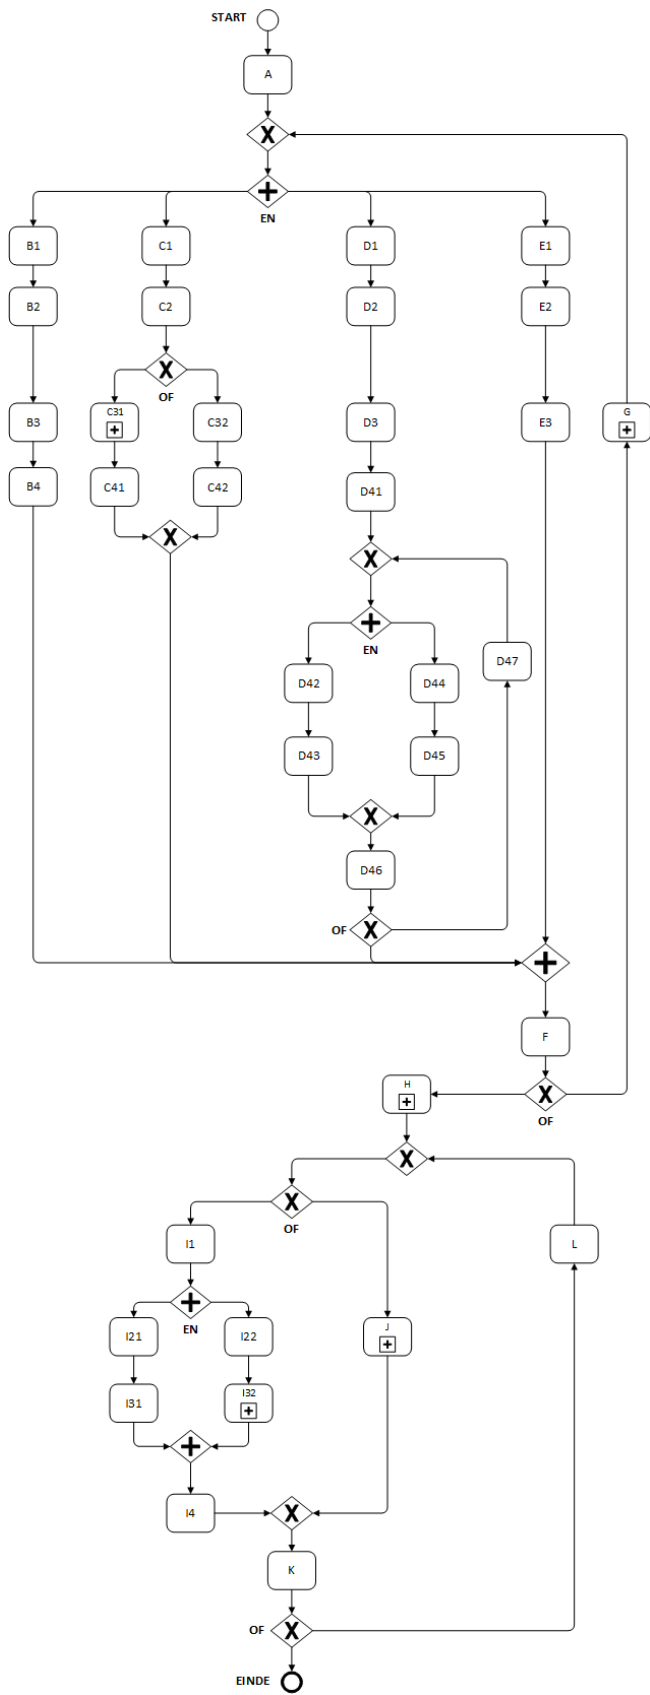 START
A
EN
B1 C1 D1 E1
B2 C2 D2 E2
OF
B3 C31 C32 D3 E3 G
B4 C41 C42 D41
EN
D42 D44 D47
D43 D45
D46
OF
F
H
OF
OF
I1 L
EN
I21 I22 J
I31 I32
I4
K
OF
EINDE